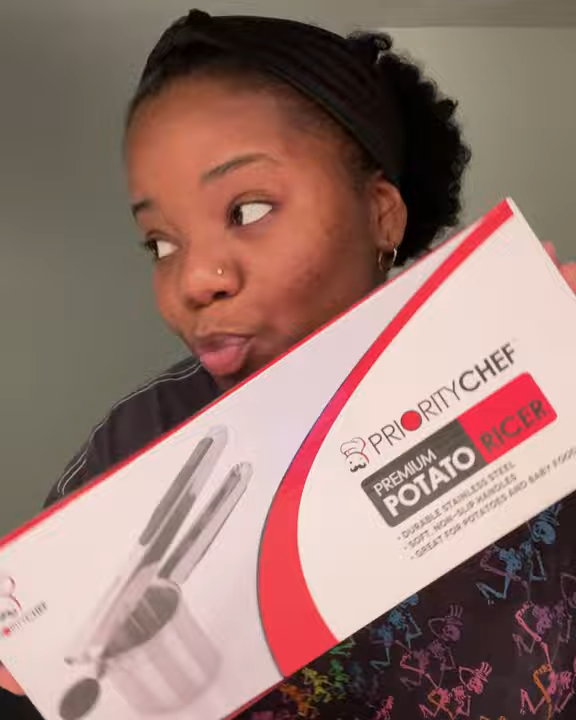 PRIORITYCHEF
PREMIUM
POTATO RICER
- DURABLE STAINLESS STEEL
- SOFT, NON-SLIP HANDLES
- GREAT FOR POTATOES AND BABY FOOD